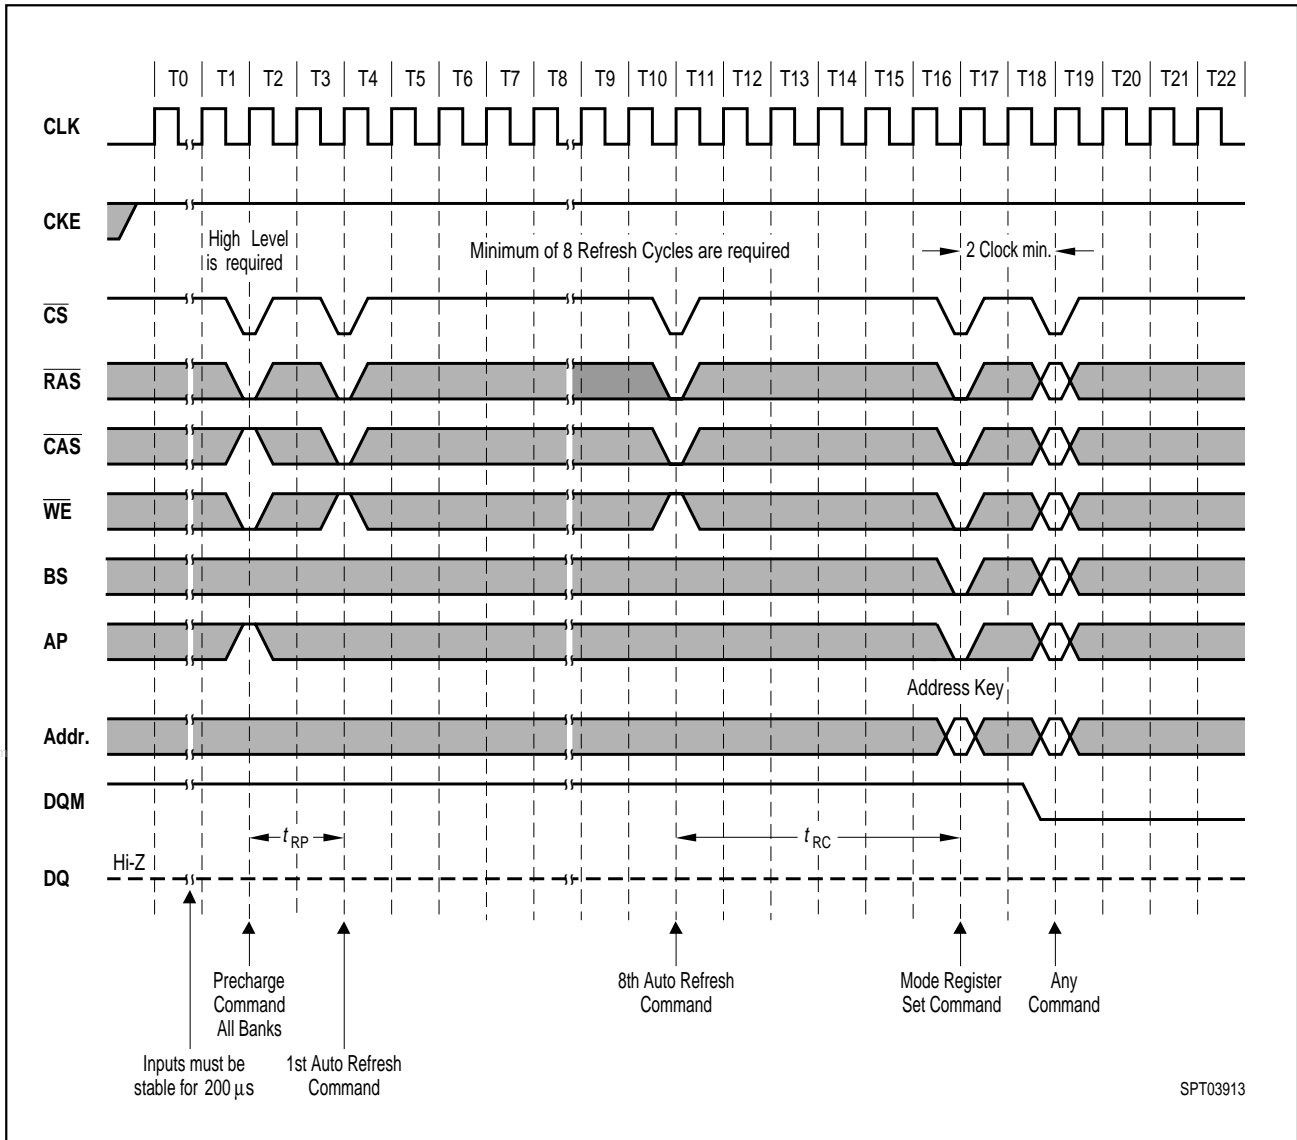 T0 T1 T2 T3 T4 T5 T6 T7 T8 T9 T10 T11 T12 T13 T14 T15 T16 T17 T18 T19 T20 T21 T22
CLK
CKE
High Level
is required
Minimum of 8 Refresh Cycles are required
2 Clock min.
CS
RAS
CAS
WE
BS
AP
Address Key
Addr.
DQM
tRP
tRC
Hi-Z
DQ
Precharge
Command
All Banks
8th Auto Refresh
Command
Mode Register
Set Command
Any
Command
Inputs must be
stable for 200 μs
1st Auto Refresh
Command
SPT03913